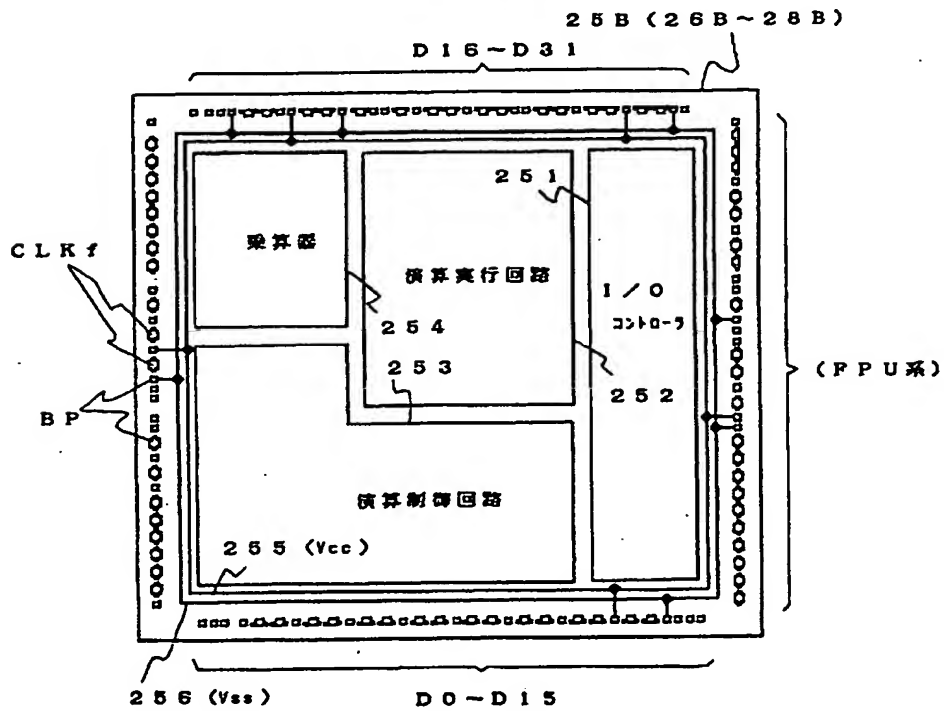 25B(26B~28B)
D16~D31
251
CLKf
乗算器
演算実行回路
I/O
コントローラ
254
253
252
(FPU系)
BP
演算制御回路
255(Vcc)
256(Vss)
D0~D15